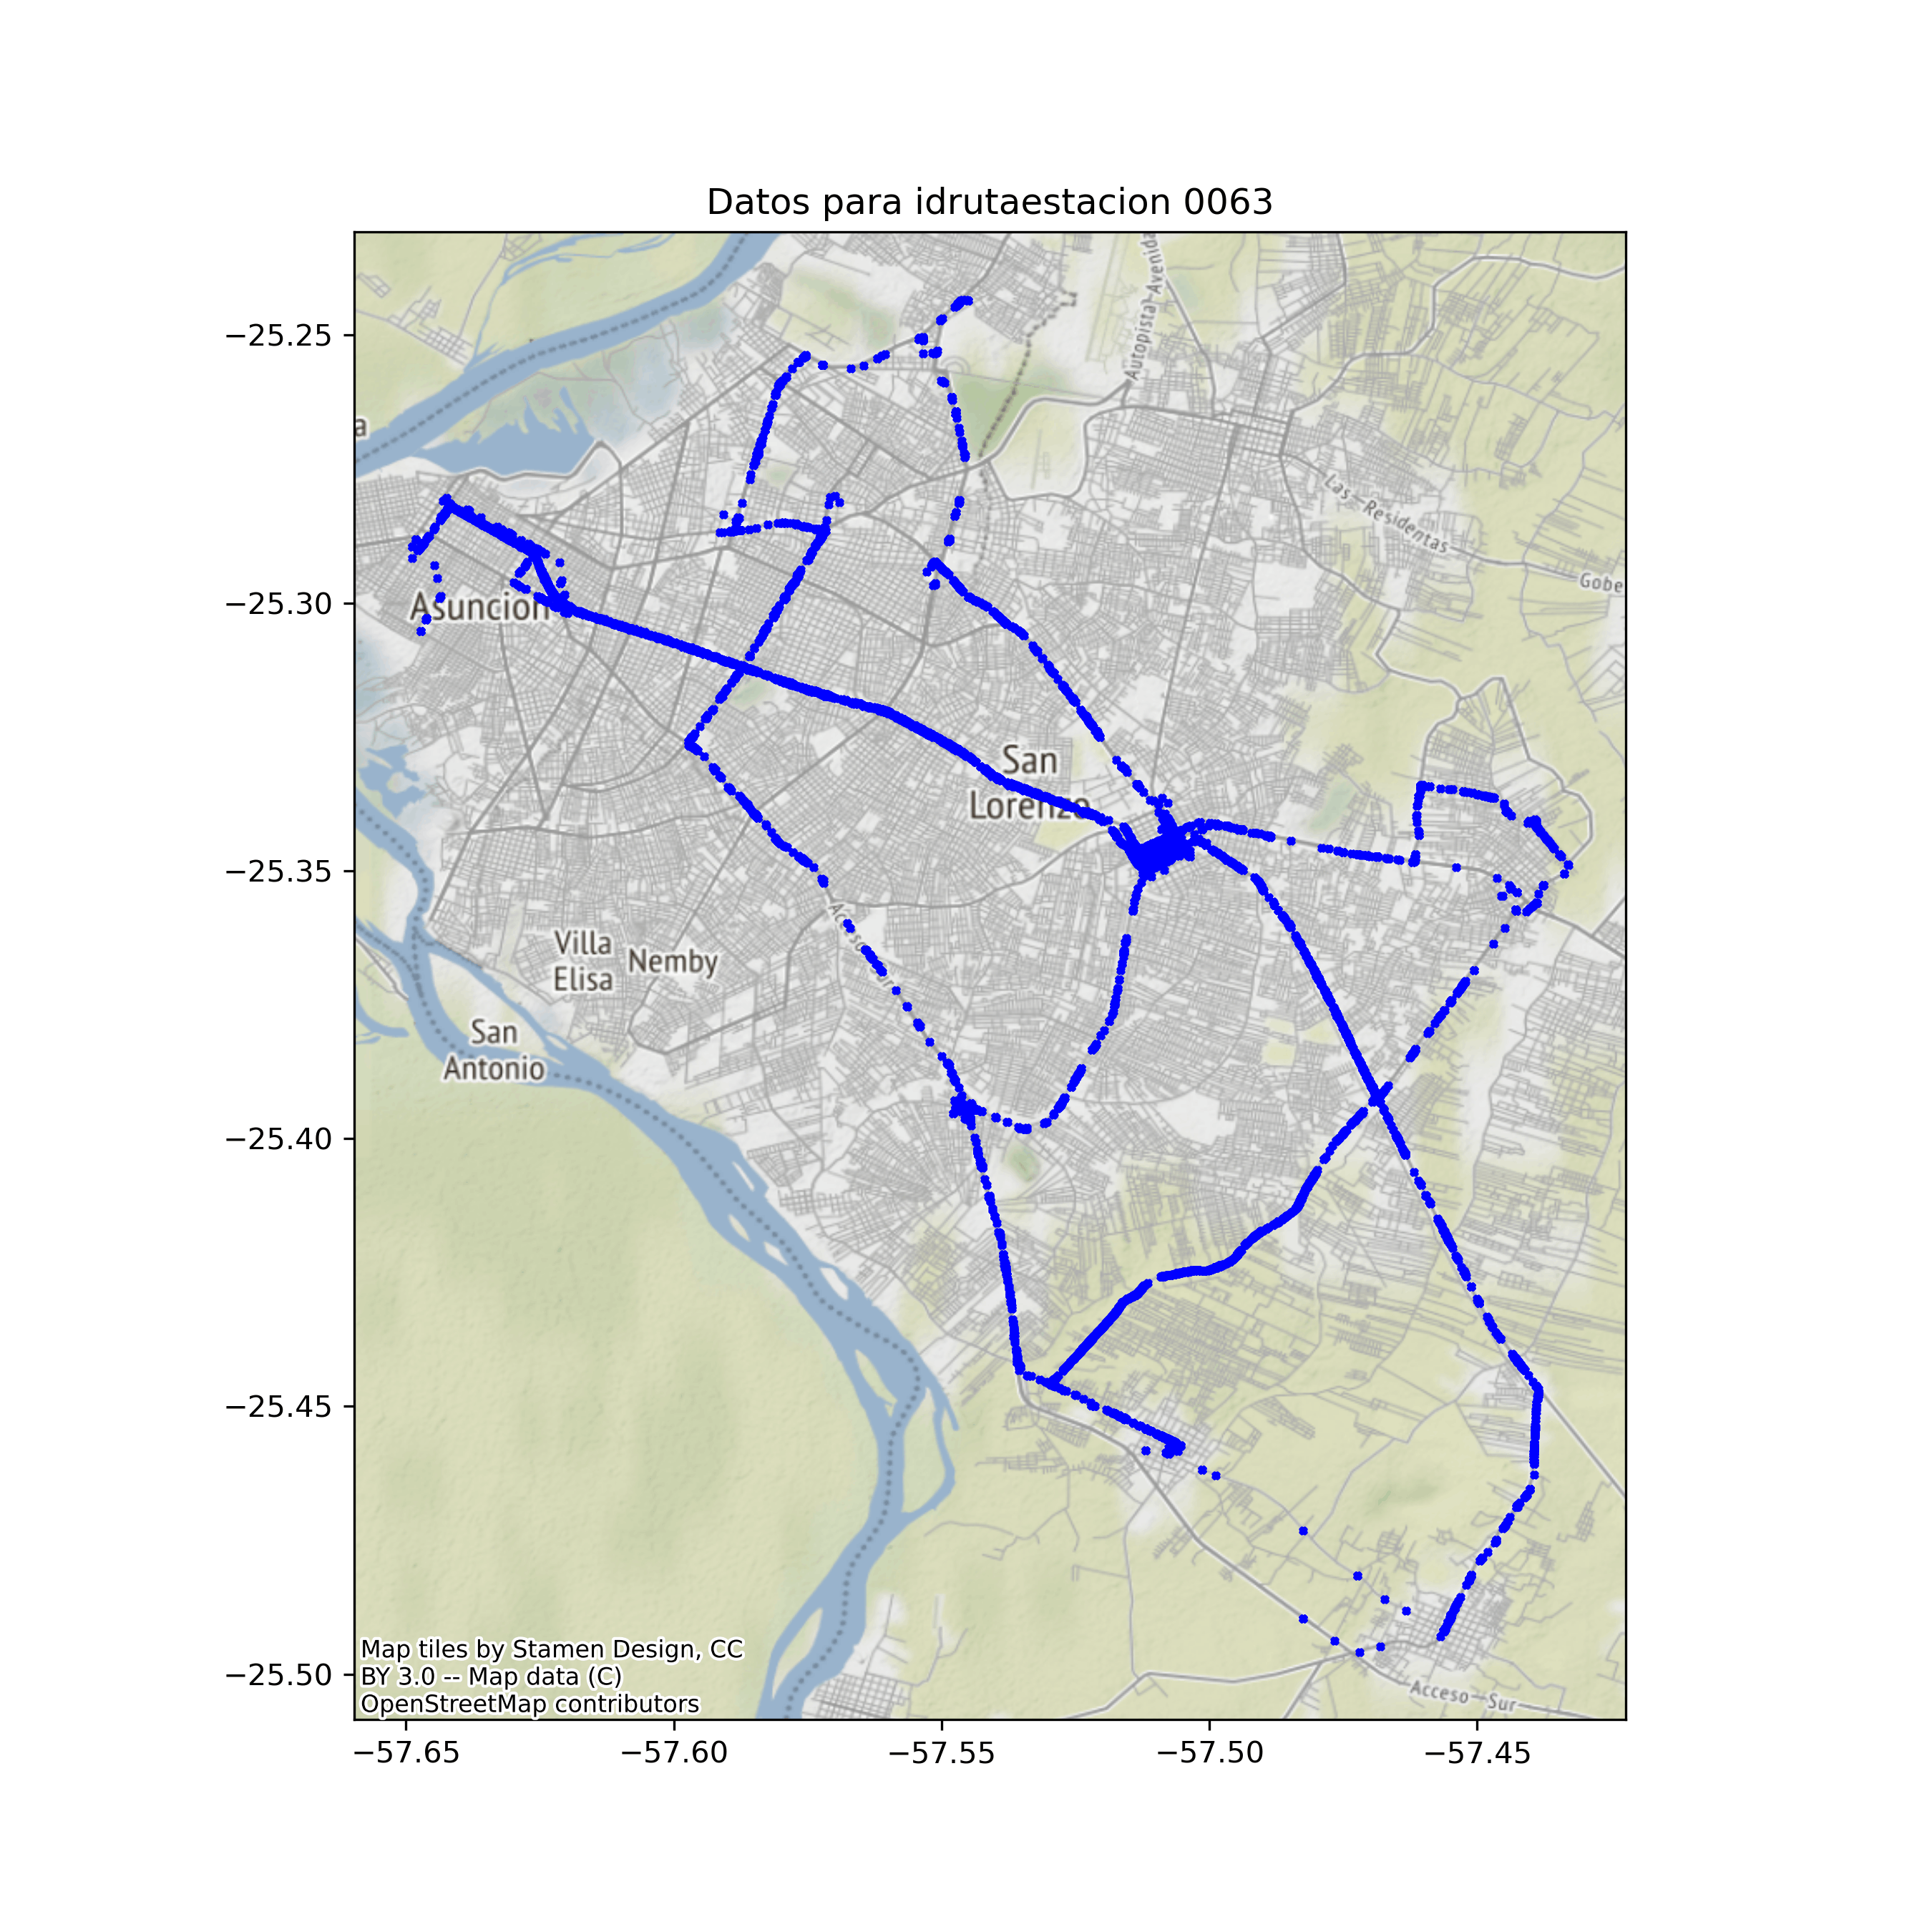 Datos para idrutaestacion 0063
−25.25
−25.30
−25.35
−25.40
−25.45
−25.50
Autopista Avenida
a
Las Residentas
Gobe
Asuncion
San
Lorenzo
Villa
Elisa
Nemby
San
Antonio
Acceso Sur
Acceso Sur
Map tiles by Stamen Design, CC
BY 3.0 -- Map data (C)
OpenStreetMap contributors
−57.65
−57.60
−57.55
−57.50
−57.45